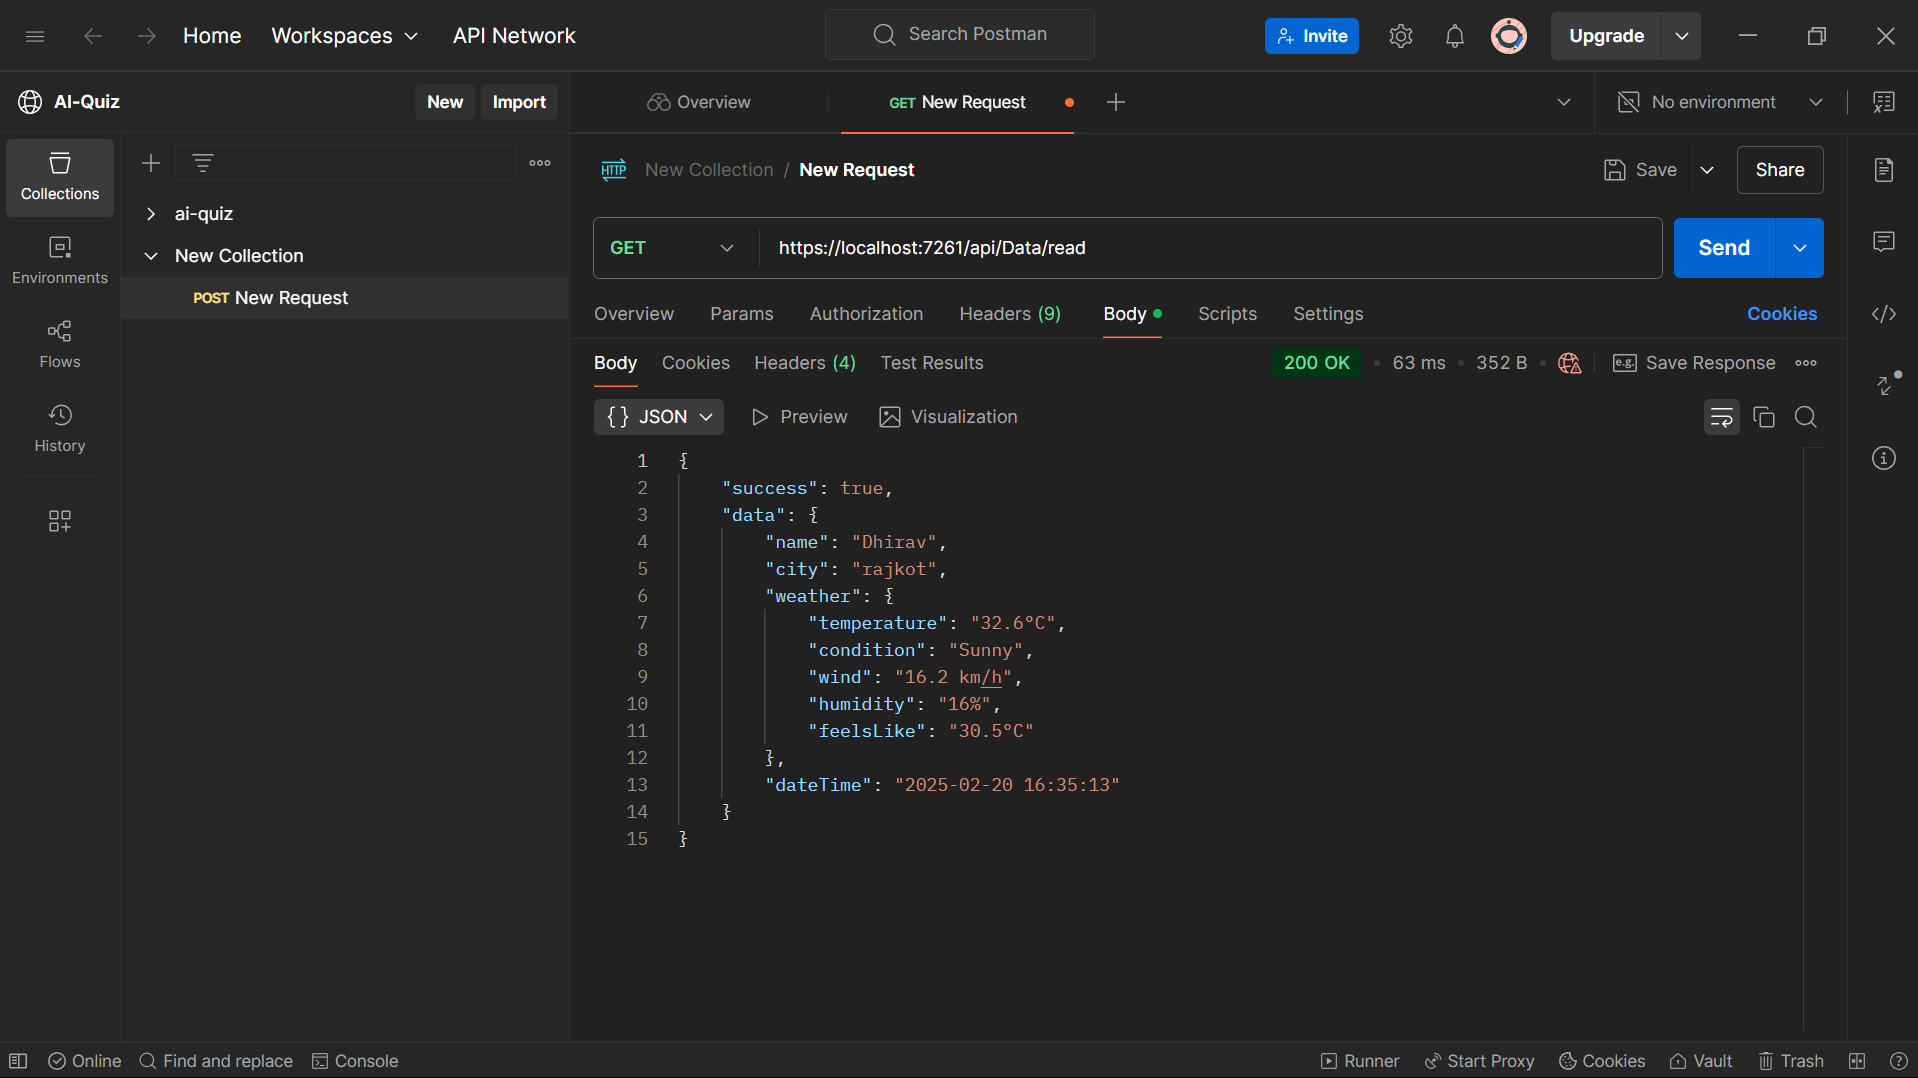 Home Workspaces API Network Search Postman Invite Upgrade
AI-Quiz New Import Overview GET New Request No environment
Collections
Environments
Flows
History
ai-quiz
New Collection
POST New Request
HTTP New Collection / New Request Save Share
GET https://localhost:7261/api/Data/read Send
Overview Params Authorization Headers (9) Body Scripts Settings Cookies
Body Cookies Headers (4) Test Results 200 OK • 63 ms • 352 B • e.g. Save Response
{} JSON Preview Visualization
1 {
2 "success": true,
3 "data": {
4 "name": "Dhirav",
5 "city": "rajkot",
6 "weather": {
7 "temperature": "32.6°C",
8 "condition": "Sunny",
9 "wind": "16.2 km/h",
10 "humidity": "16%",
11 "feelsLike": "30.5°C"
12 },
13 "dateTime": "2025-02-20 16:35:13"
14 }
15 }
Online Find and replace Console Runner Start Proxy Cookies Vault Trash